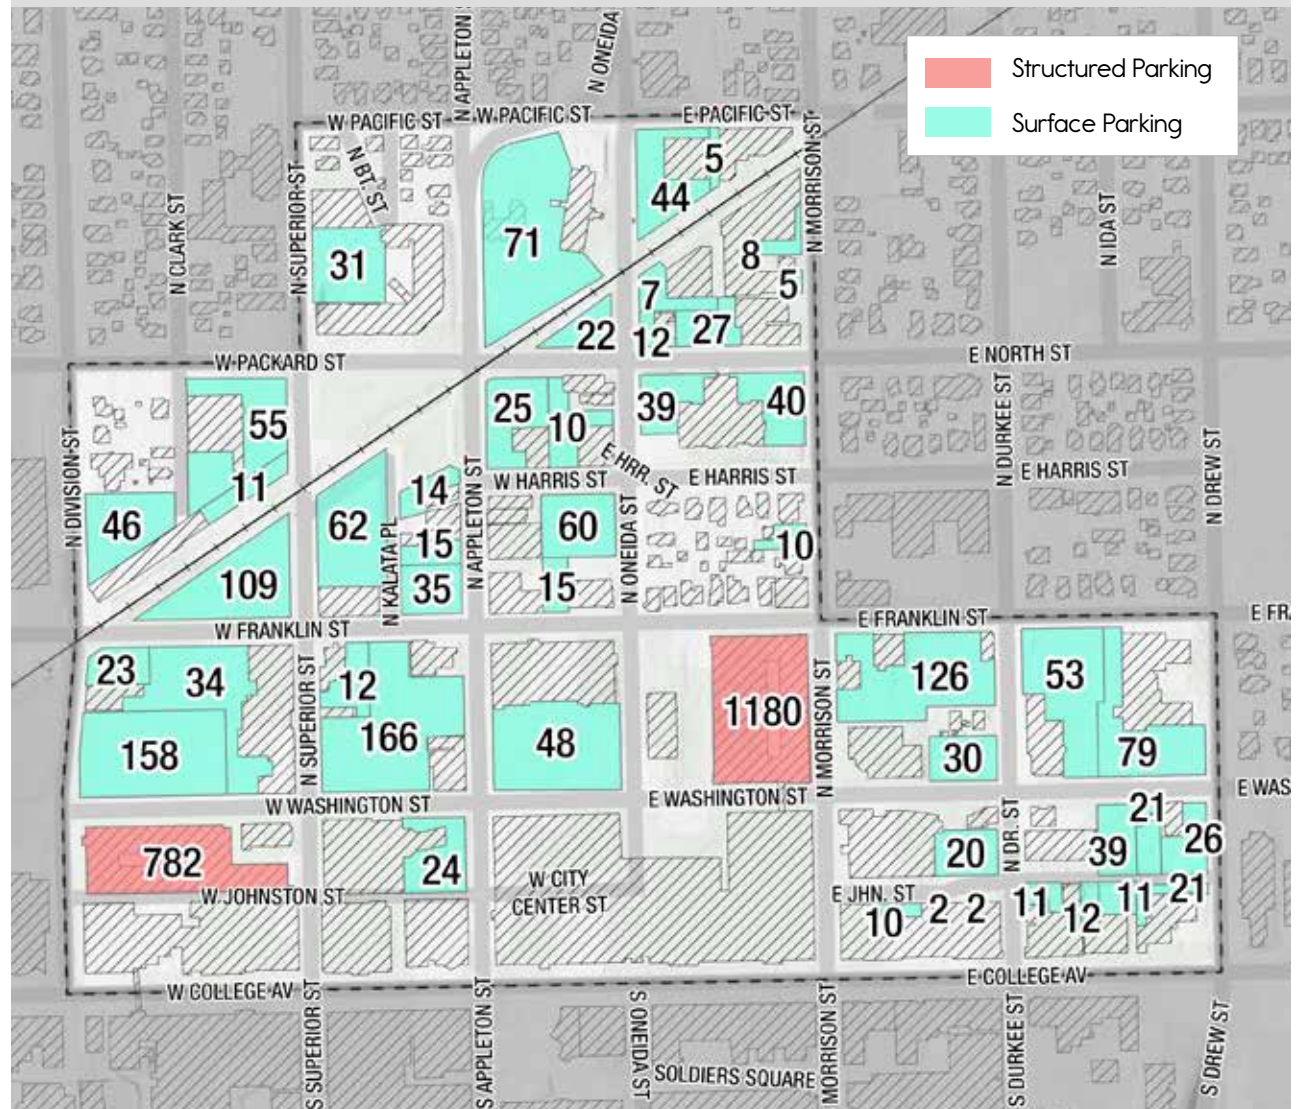 Structured Parking
Surface Parking
N APPLETON
N ONEIDA
W PACIFIC ST
W PACIFIC ST
E PACIFIC ST
N BT. ST
N SUPERIOR ST
N CLARK ST
N MORRISON ST
N IDA ST
5
44
31
71
8
5
7
22
12
27
W PACKARD ST
E NORTH ST
55
25
10
39
40
N DURKEE ST
N DIVISION ST
N DREW ST
11
14
W HARRIS ST
E HRR. ST
E HARRIS ST
E HARRIS ST
46
62
N KALATA PL
15
N APPLETON ST
60
N ONEIDA ST
10
109
35
15
W FRANKLIN ST
E FRANKLIN ST
E FRA
23
34
N SUPERIOR ST
12
N MORRISON ST
126
53
158
166
48
1180
30
79
W WASHINGTON ST
E WASHINGTON ST
E WAS
782
24
20
N DR. ST
21
39
26
W JOHNSTON ST
W CITY
CENTER ST
E JHN. ST
10
2
2
11
12
11
21
W COLLEGE AV
E COLLEGE AV
S SUPERIOR ST
S APPLETON ST
S ONEIDA ST
MORRISON ST
S DURKEE ST
S DREW ST
SOLDIERS SQUARE